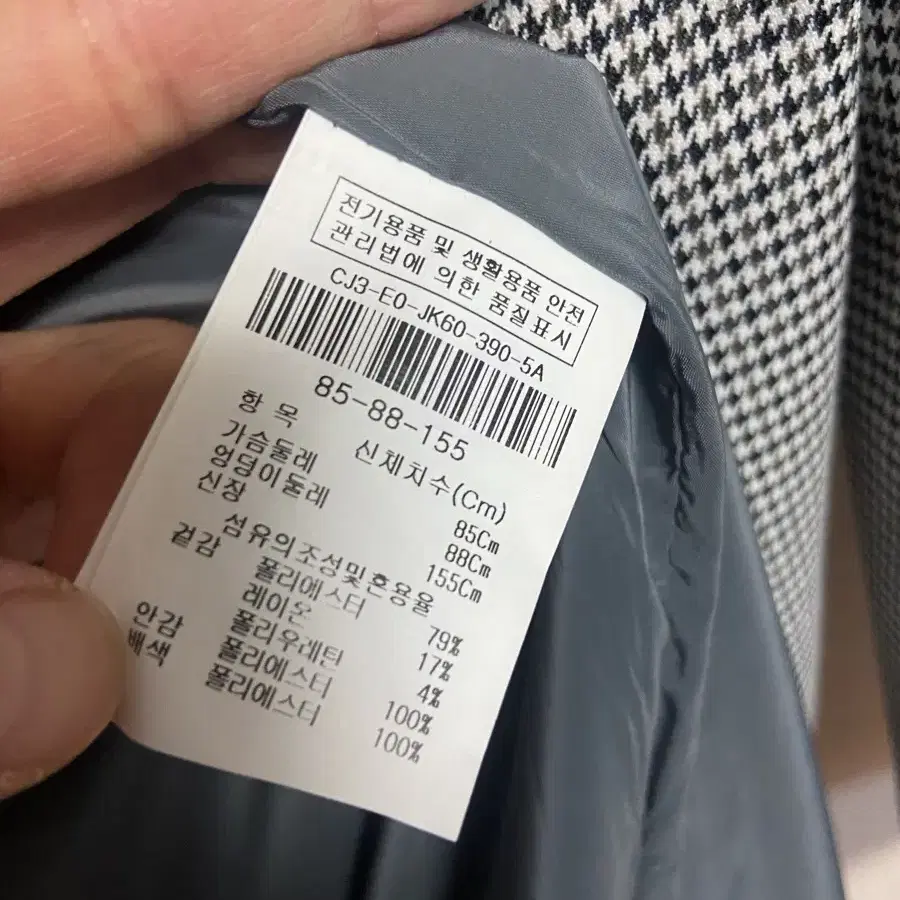 전기용품 및 생활용품 안전
관리법에 의한 품질표시
CJ3-E0-JK60-390-5A
85-88-155
항 목 신체치수(Cm)
가슴둘레 85Cm
엉덩이둘레 88Cm
신장 155Cm
섬유의조성및혼용율
겉감 폴리에스터 79%
레이온 17%
폴리우레탄 4%
안감 폴리에스터 100%
배색 폴리에스터 100%